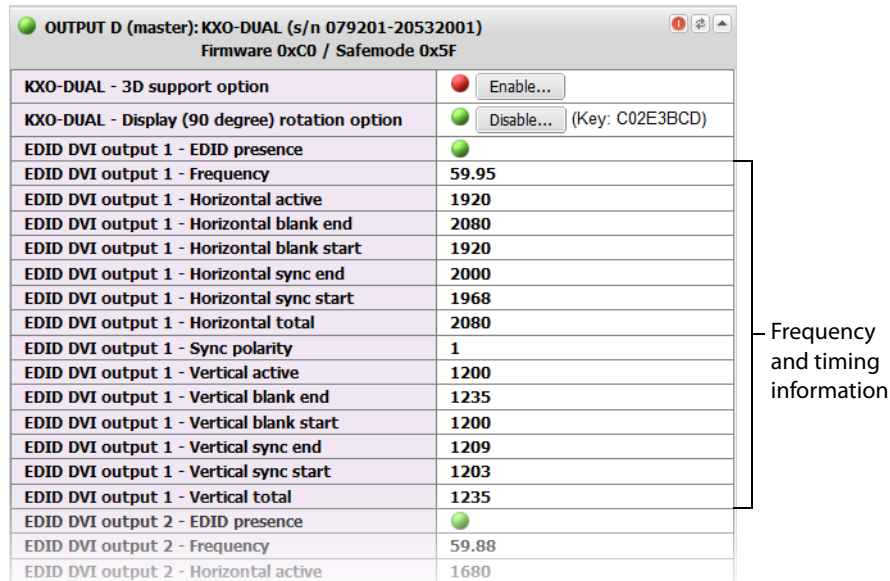 OUTPUT D (master): KXO-DUAL (s/n 079201-20532001)
Firmware 0xC0 / Safemode 0x5F
KXO-DUAL - 3D support option Enable...
KXO-DUAL - Display (90 degree) rotation option Disable... (Key: C02E3BCD)
EDID DVI output 1 - EDID presence
EDID DVI output 1 - Frequency 59.95
EDID DVI output 1 - Horizontal active 1920
EDID DVI output 1 - Horizontal blank end 2080
EDID DVI output 1 - Horizontal blank start 1920
EDID DVI output 1 - Horizontal sync end 2000
EDID DVI output 1 - Horizontal sync start 1968
EDID DVI output 1 - Horizontal total 2080
EDID DVI output 1 - Sync polarity 1
EDID DVI output 1 - Vertical active 1200
EDID DVI output 1 - Vertical blank end 1235
EDID DVI output 1 - Vertical blank start 1200
EDID DVI output 1 - Vertical sync end 1209
EDID DVI output 1 - Vertical sync start 1203
EDID DVI output 1 - Vertical total 1235
EDID DVI output 2 - EDID presence
EDID DVI output 2 - Frequency 59.88
EDID DVI output 2 - Horizontal active 1680
Frequency
and timing
information